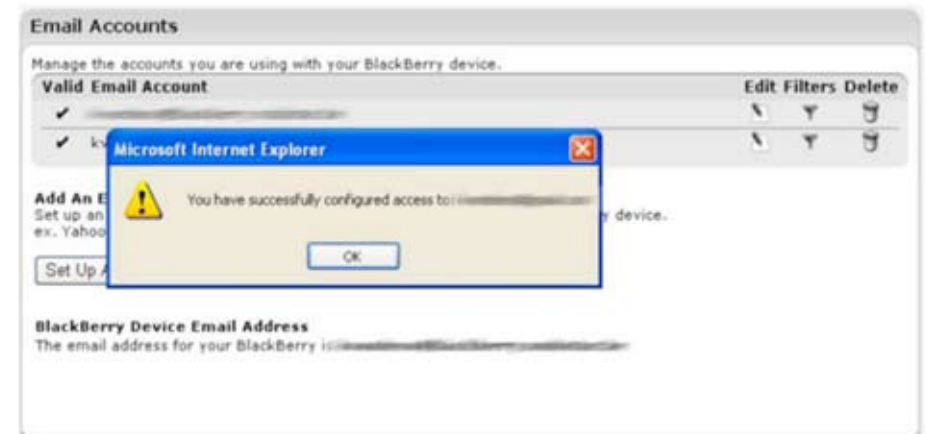 Email Accounts
Manage the accounts you are using with your BlackBerry device.
Valid Email Account Edit Filters Delete
Microsoft Internet Explorer
You have successfully configured access to:
Add An E
Set up an y device.
ex. Yahoo
OK
Set Up A
BlackBerry Device Email Address
The email address for your BlackBerry is